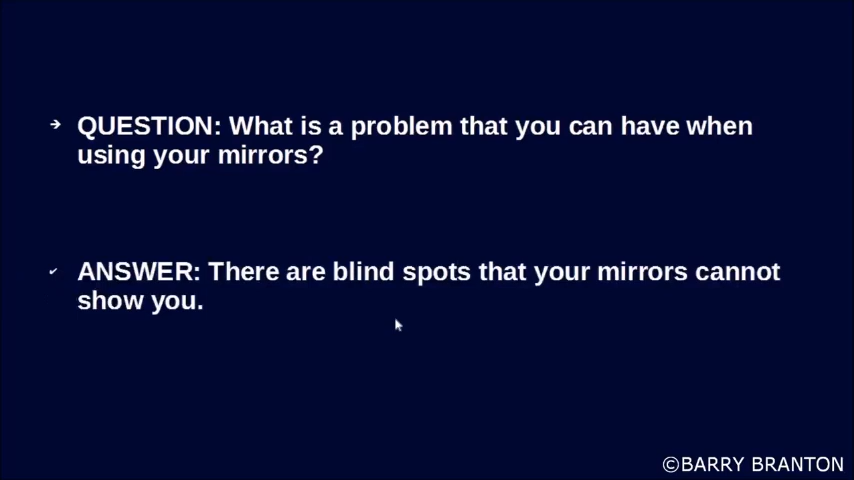 QUESTION: What is a problem that you can have when
using your mirrors?
ANSWER: There are blind spots that your mirrors cannot
show you.
©BARRY BRANTON